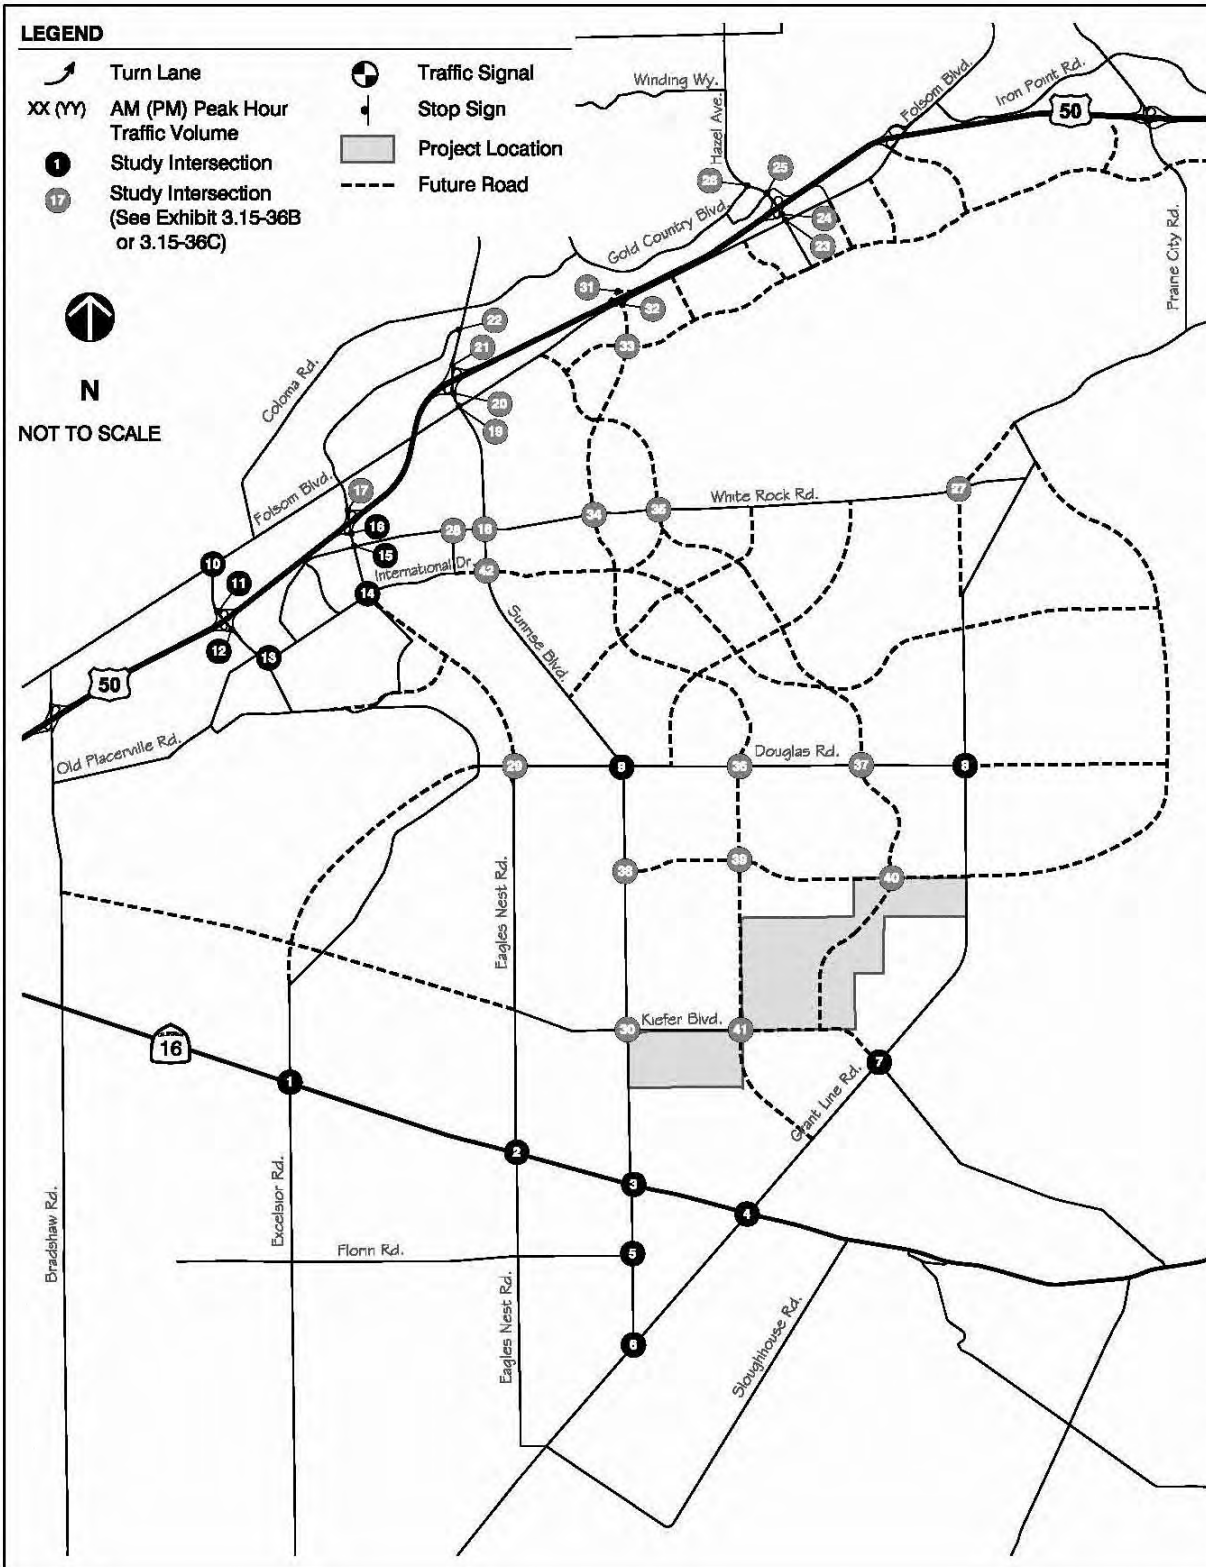 LEGEND
Turn Lane
XX (YY) AM (PM) Peak Hour
Traffic Volume
1 Study Intersection
17 Study Intersection
(See Exhibit 3.15-36B
or 3.15-36C)
Traffic Signal
Stop Sign
Project Location
Future Road
N
NOT TO SCALE
Winding Wy.
Hazel Ave.
Folsom Blvd.
Iron Point Rd.
50
Prairie City Rd.
26
25
24
23
Gold Country Blvd.
31
32
33
22
21
20
19
Coloma Rd.
Folsom Blvd.
17
16
15
28
18
34
35
White Rock Rd.
27
10
11
12
13
14
International Dr.
42
Sunrise Blvd.
50
Old Placerville Rd.
29
9
36
Douglas Rd.
37
8
38
39
40
Eagles Nest Rd.
30
Kiefer Blvd.
41
16
1
2
3
4
7
Grant Line Rd.
Bradshaw Rd.
Excelsior Rd.
Florin Rd.
5
Eagles Nest Rd.
6
Sloughhouse Rd.